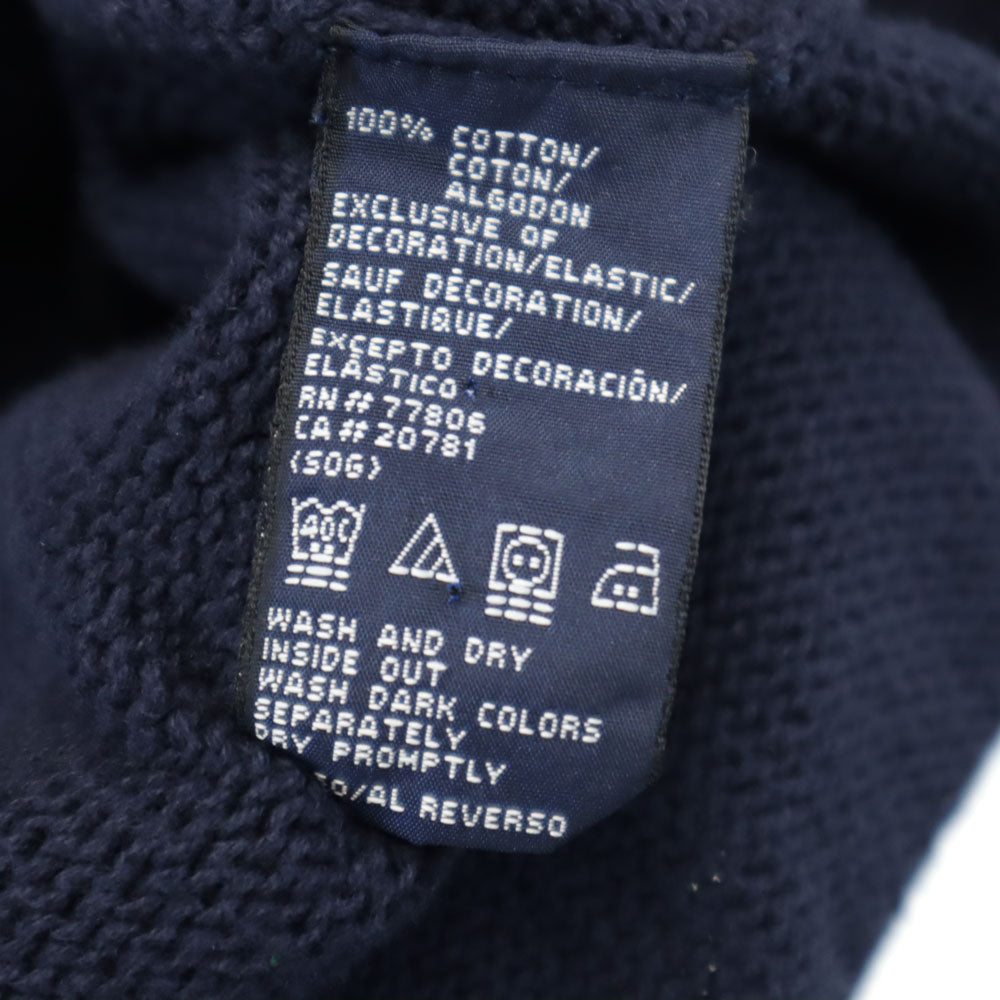 100% COTTON/
COTON/
ALGODON
EXCLUSIVE OF
DECORATION/ELASTIC/
SAUF DÉCORATION/
ELASTIQUE/
EXCEPTO DECORACIÓN/
ELÁSTICO
RN # 77806
CA # 20781
(SOG)
40C
WASH AND DRY
INSIDE OUT
WASH DARK COLORS
SEPARATELY
DRY PROMPTLY
/AL REVERSO